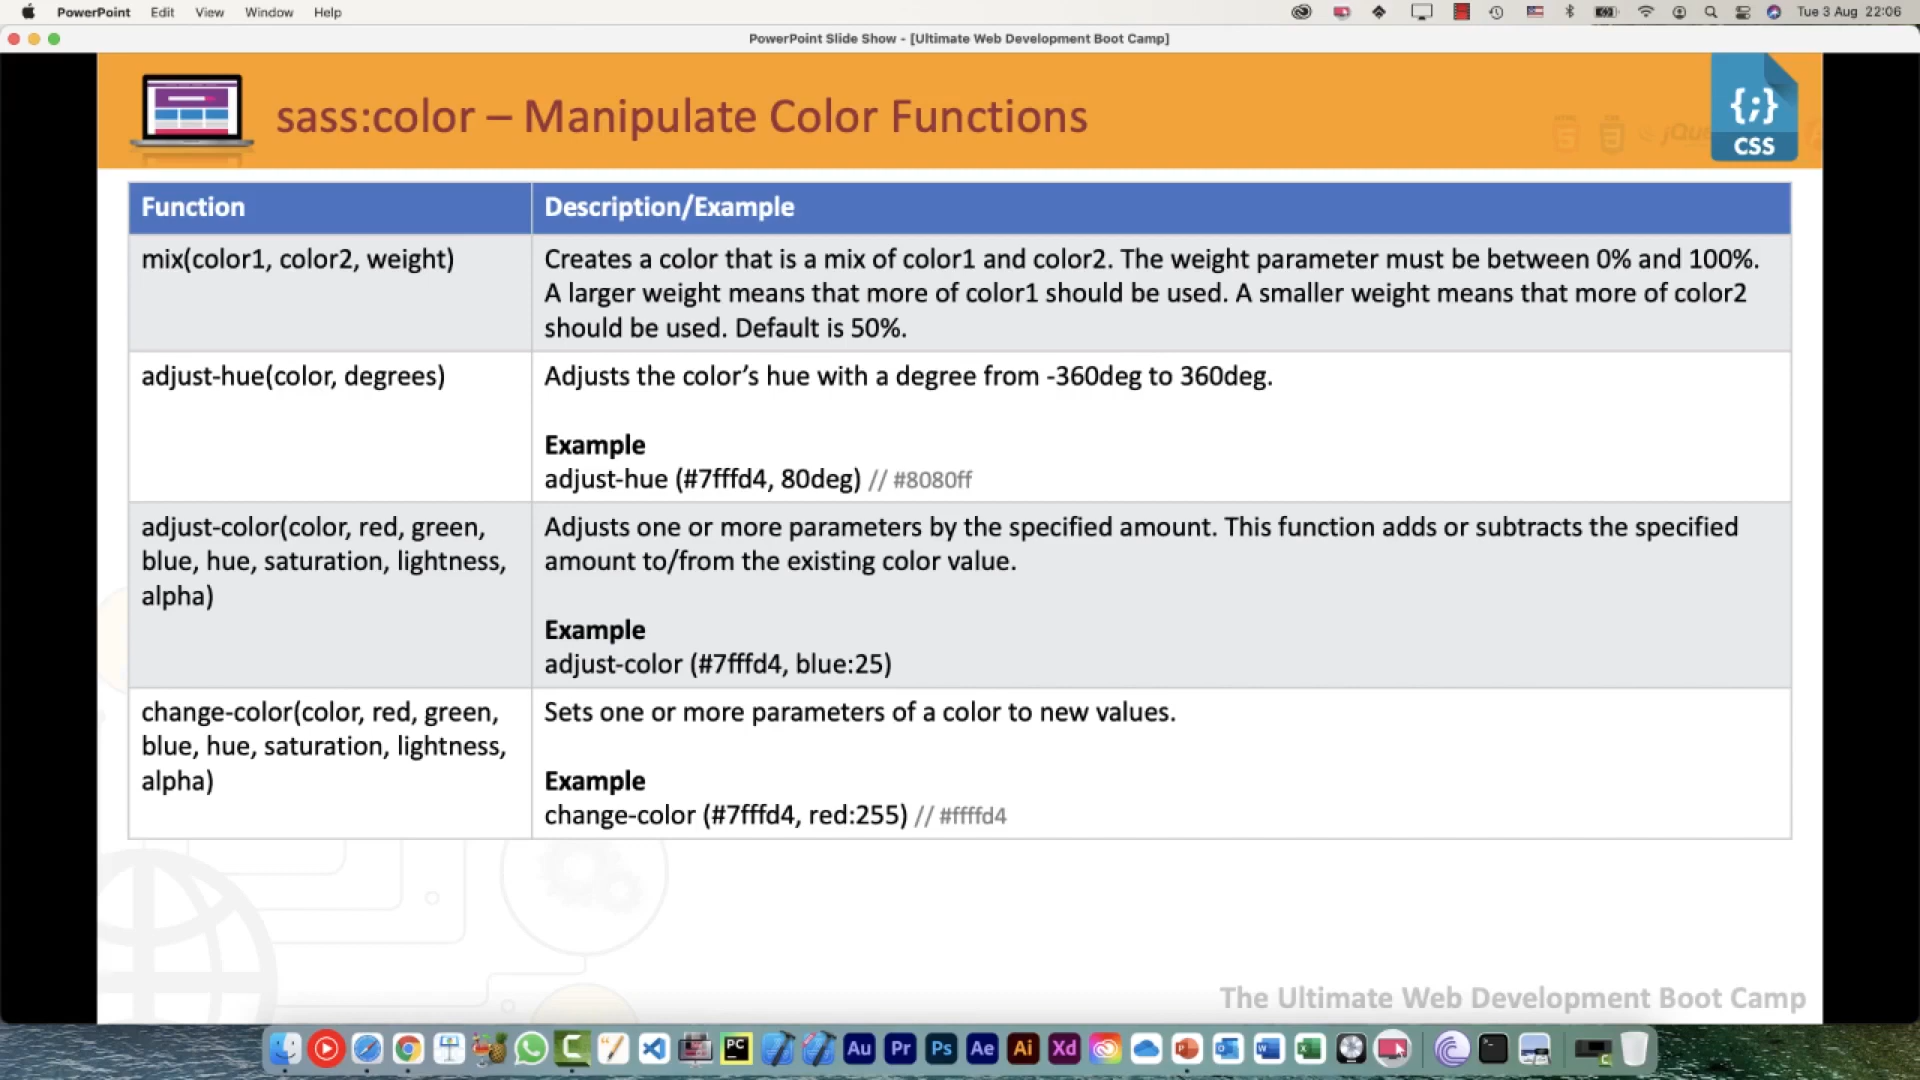 PowerPoint Edit View Window Help Tue 3 Aug 22:06
PowerPoint Slide Show - [Ultimate Web Development Boot Camp]
sass:color – Manipulate Color Functions
{;}
CSS
Function Description/Example
mix(color1, color2, weight) Creates a color that is a mix of color1 and color2. The weight parameter must be between 0% and 100%.
A larger weight means that more of color1 should be used. A smaller weight means that more of color2
should be used. Default is 50%.
adjust-hue(color, degrees) Adjusts the color’s hue with a degree from -360deg to 360deg.
Example
adjust-hue (#7fffd4, 80deg) // #8080ff
adjust-color(color, red, green,
blue, hue, saturation, lightness,
alpha)
Adjusts one or more parameters by the specified amount. This function adds or subtracts the specified
amount to/from the existing color value.
Example
adjust-color (#7fffd4, blue:25)
change-color(color, red, green,
blue, hue, saturation, lightness,
alpha)
Sets one or more parameters of a color to new values.
Example
change-color (#7fffd4, red:255) // #ffffd4
The Ultimate Web Development Boot Camp
PC Au Pr Ps Ae Ai Xd